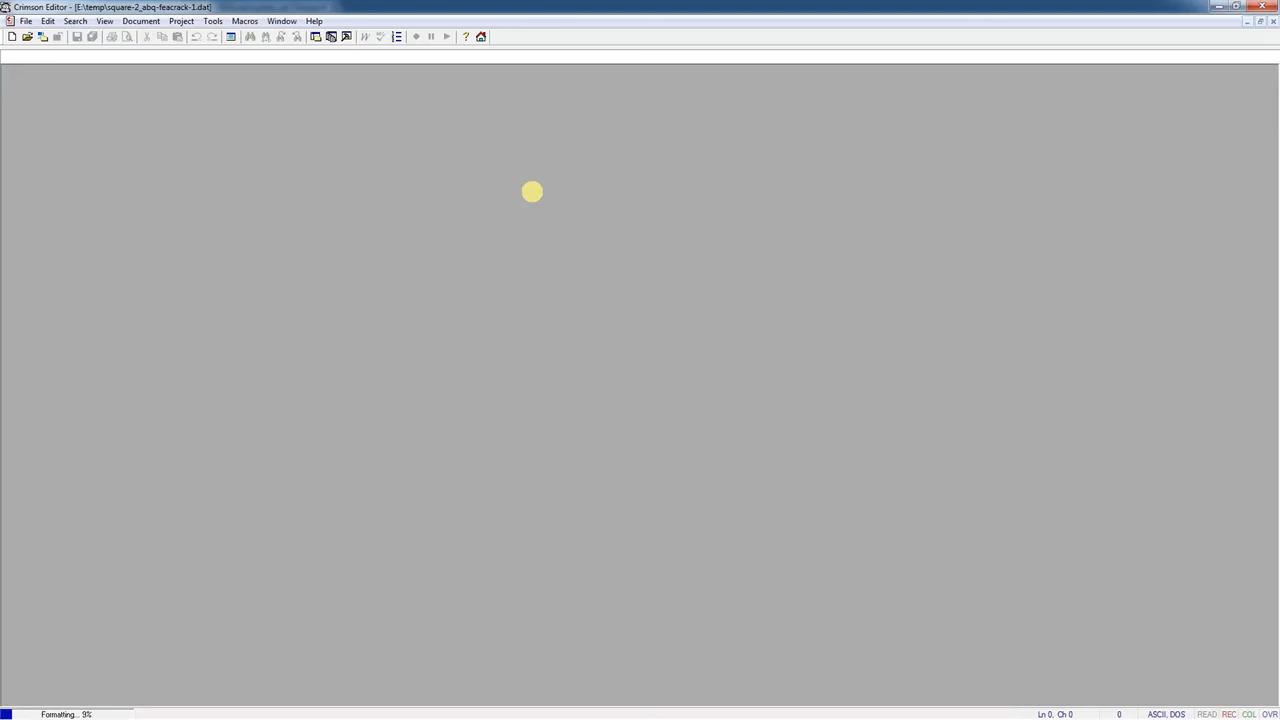 Crimson Editor - [E:\temp\square-2_abq-feacrack-1.dat]
File Edit Search View Document Project Tools Macros Window Help
Formatting... 9% Ln 0, Ch 0 0 ASCII, DOS READ REC COL OVR